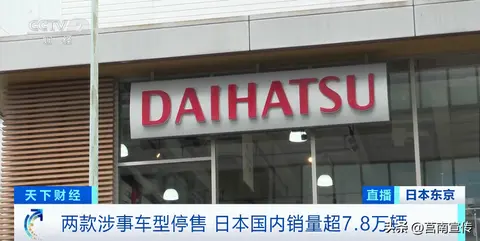 CCTV 2
财经
DAIHATSU
天下财经
直播
日本东京
两款涉事车型停售 日本国内销量超7.8万辆
头条 @莒南宣传